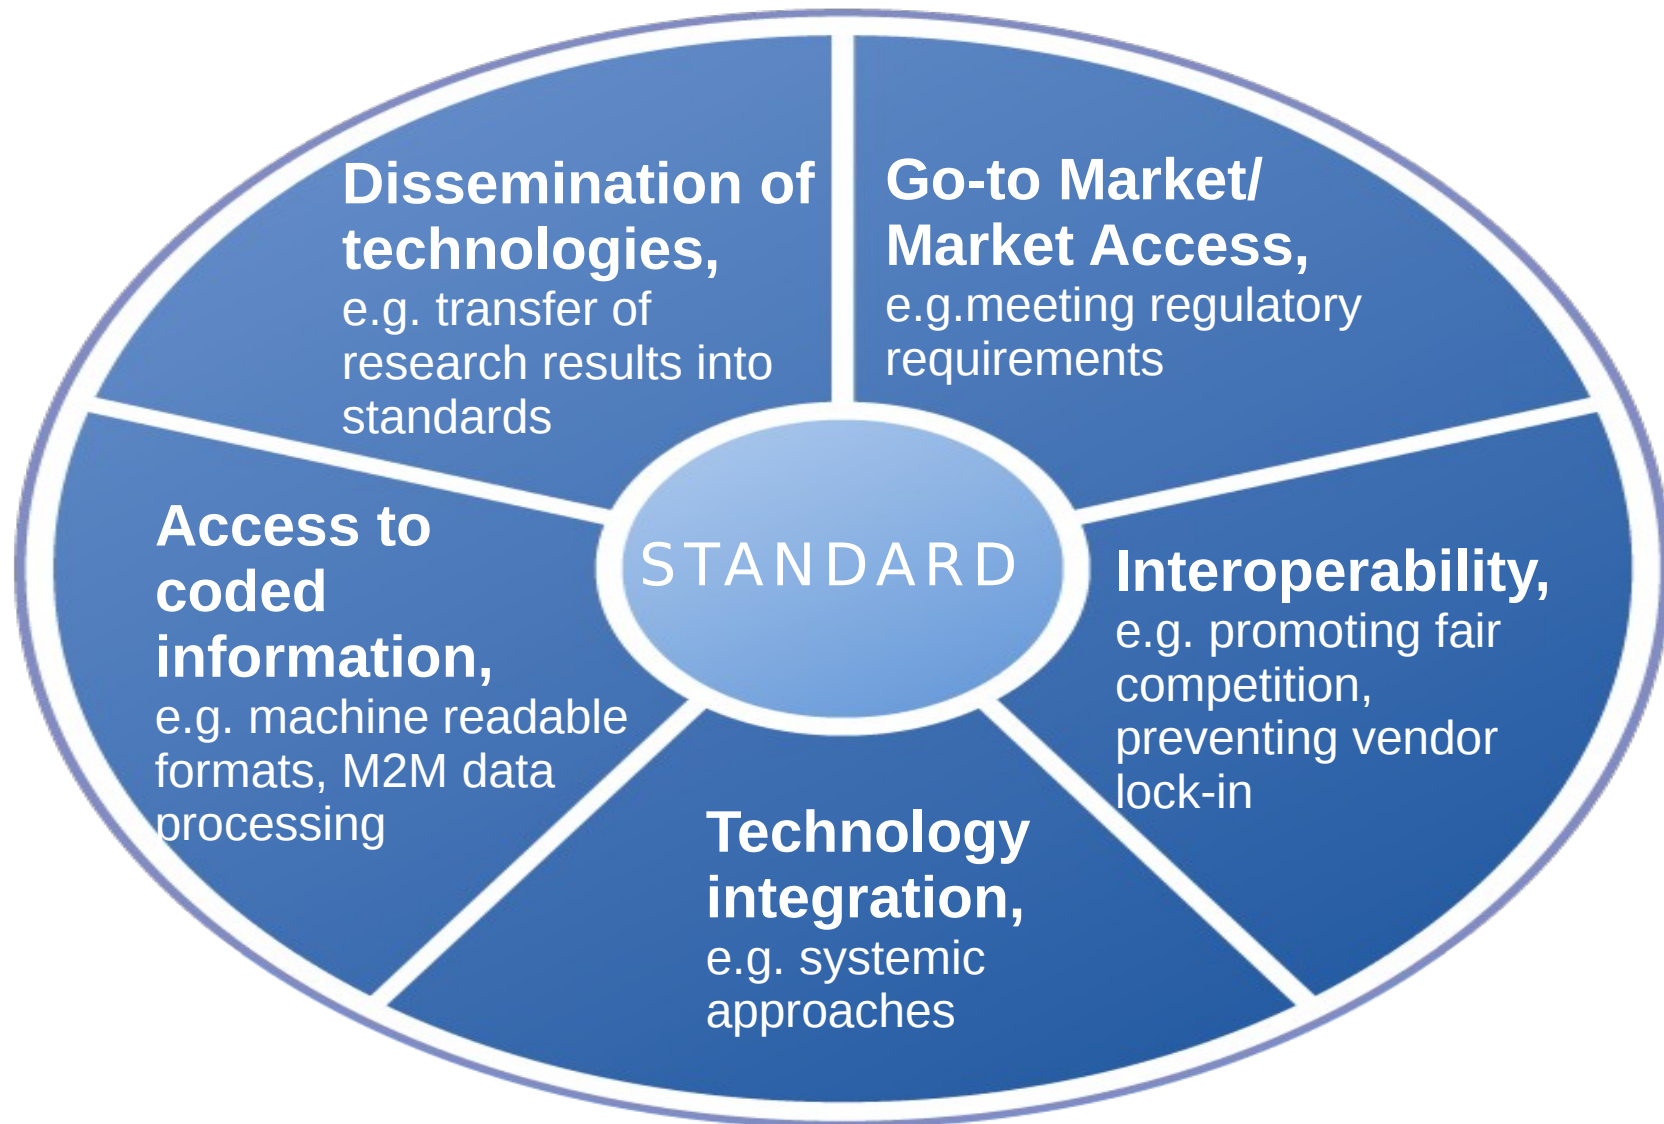 Dissemination of
technologies,
e.g. transfer of
research results into
standards
Go-to Market/
Market Access,
e.g.meeting regulatory
requirements
Access to
coded
information,
e.g. machine readable
formats, M2M data
processing
STANDARD
Interoperability,
e.g. promoting fair
competition,
preventing vendor
lock-in
Technology
integration,
e.g. systemic
approaches